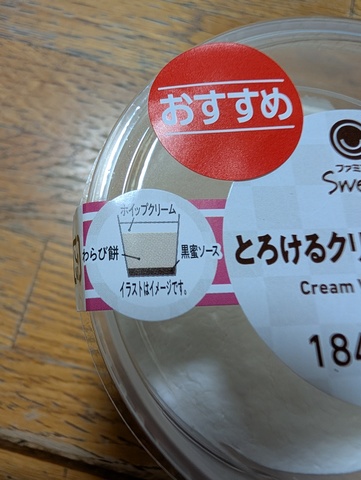 おすすめ
ファミ
Swe
ホイップクリーム
わらび餅
黒蜜ソース
イラストはイメージです。
とろけるクリ
Cream
184